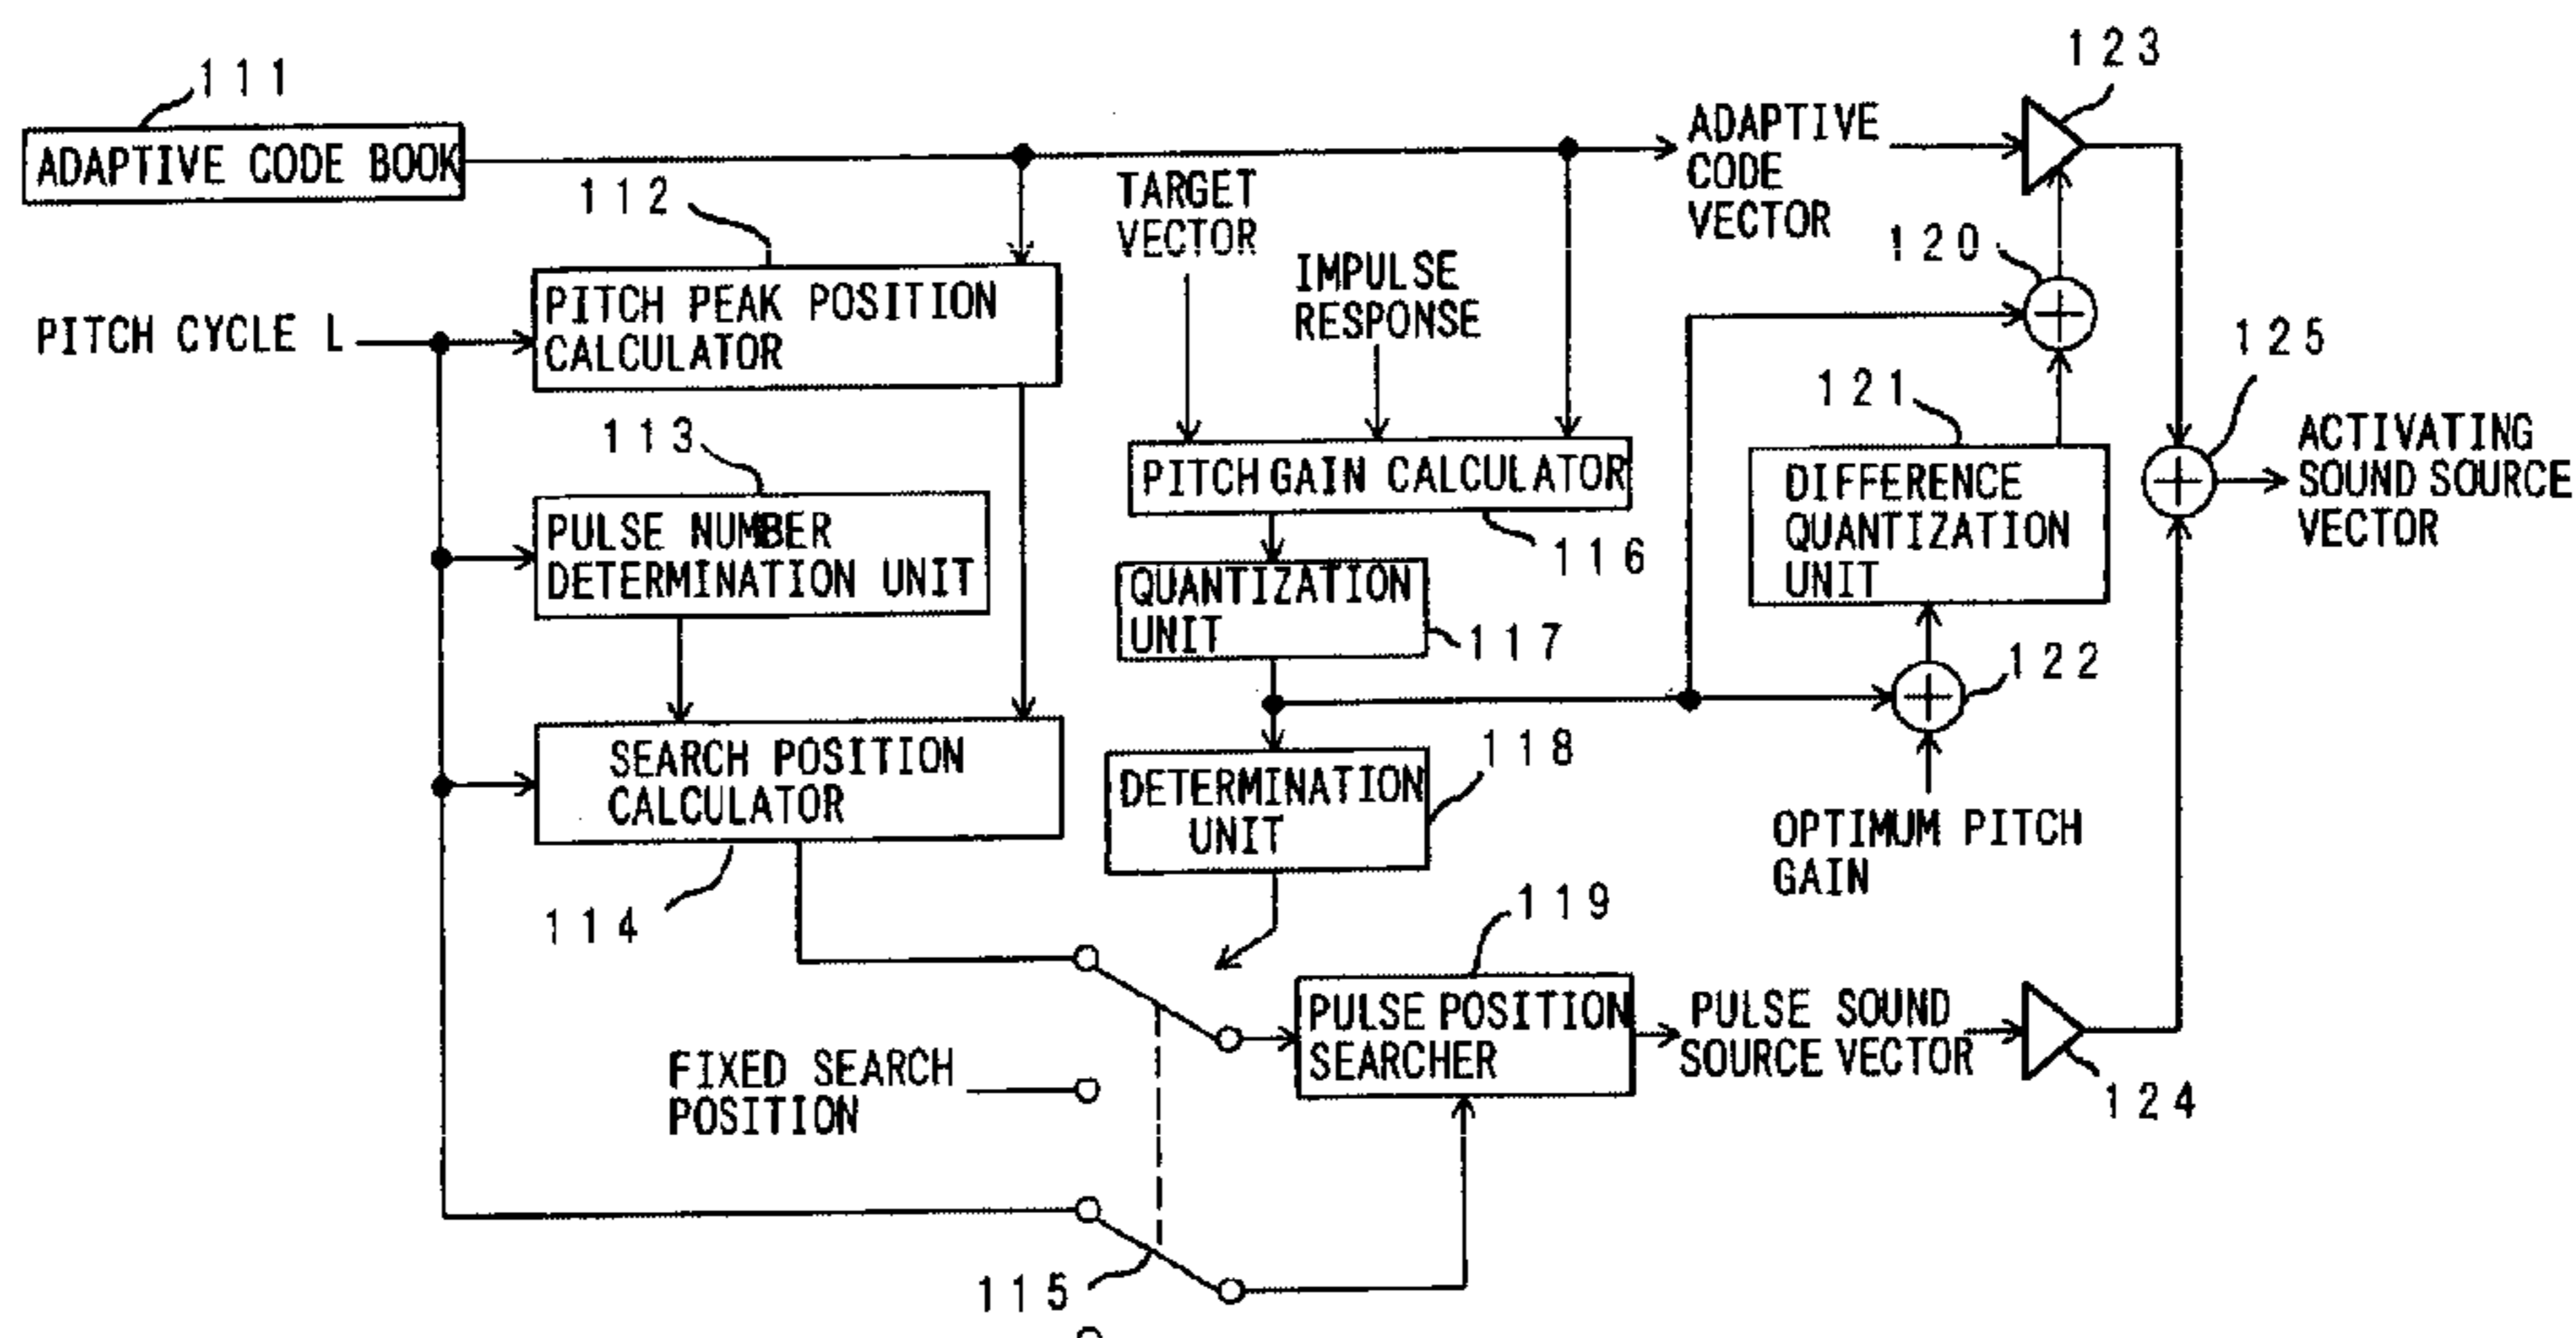 111
ADAPTIVE CODE BOOK
112
PITCH CYCLE L
PITCH PEAK POSITION
CALCULATOR
113
PULSE NUMBER
DETERMINATION UNIT
SEARCH POSITION
CALCULATOR
114
TARGET
VECTOR
IMPULSE
RESPONSE
PITCH GAIN CALCULATOR
116
QUANTIZATION
UNIT
117
DETERMINATION
UNIT
118
ADAPTIVE
CODE
VECTOR
123
120
121
DIFFERENCE
QUANTIZATION
UNIT
122
OPTIMUM PITCH
GAIN
125
ACTIVATING
SOUND SOURCE
VECTOR
FIXED SEARCH
POSITION
115
119
PULSE POSITION
SEARCHER
PULSE SOUND
SOURCE VECTOR
124